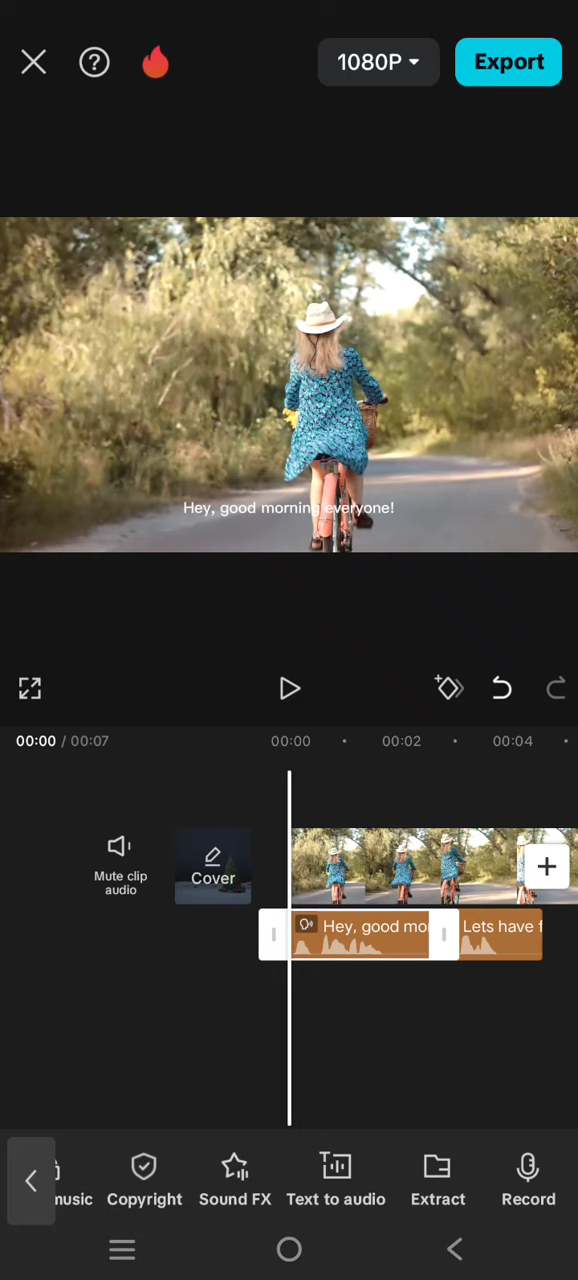 1080P
Export
Hey, good morning everyone!
00:00 / 00:07
00:00
00:02
00:04
Mute clip
audio
Cover
Hey, good mo
Lets have f
music
Copyright
Sound FX
Text to audio
Extract
Record